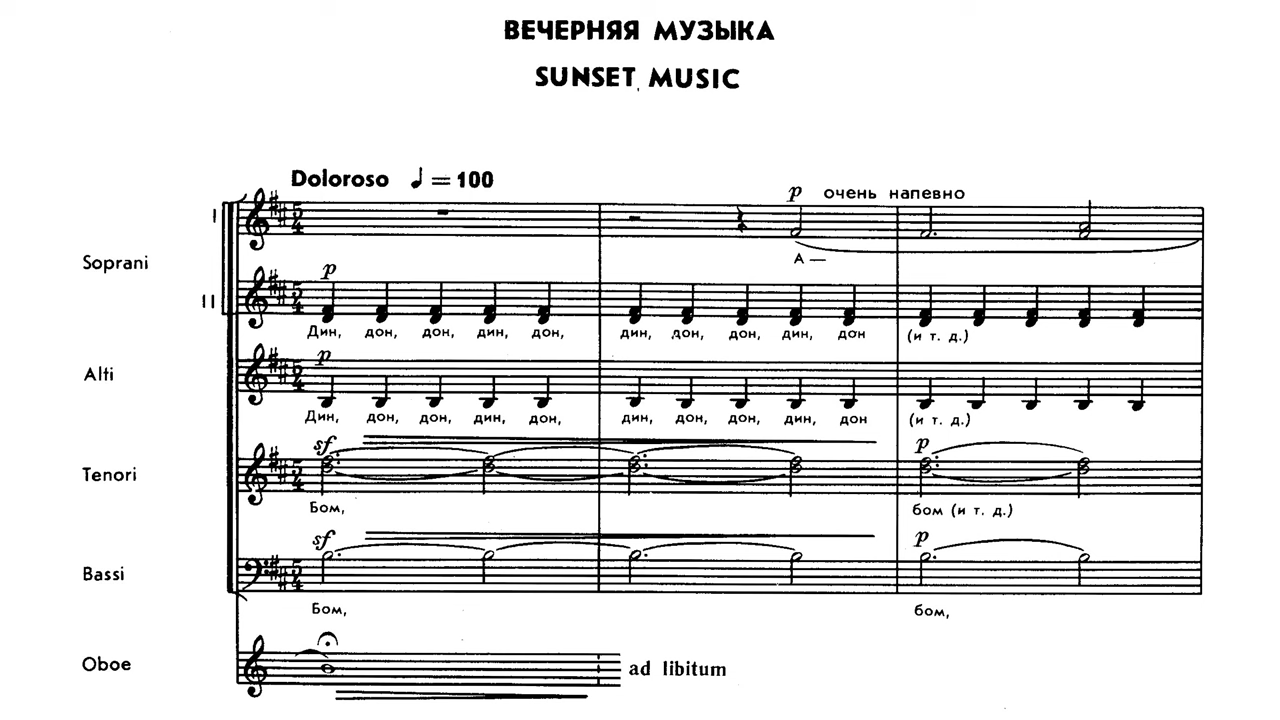 ВЕЧЕРНЯЯ МУЗЫКА
SUNSET MUSIC
Doloroso ♩ = 100
p очень напевно
I
А —
Soprani
p
II
Дин, дон, дон, дин, дон, дин, дон, дон, дин, дон (и т. д.)
p
Alti
Дин, дон, дон, дин, дон, дин, дон, дон, дин, дон (и т. д.)
sf p
Tenori
Бом, бом (и т. д.)
sf p
Bassi
Бом, бом,
Oboe ad libitum